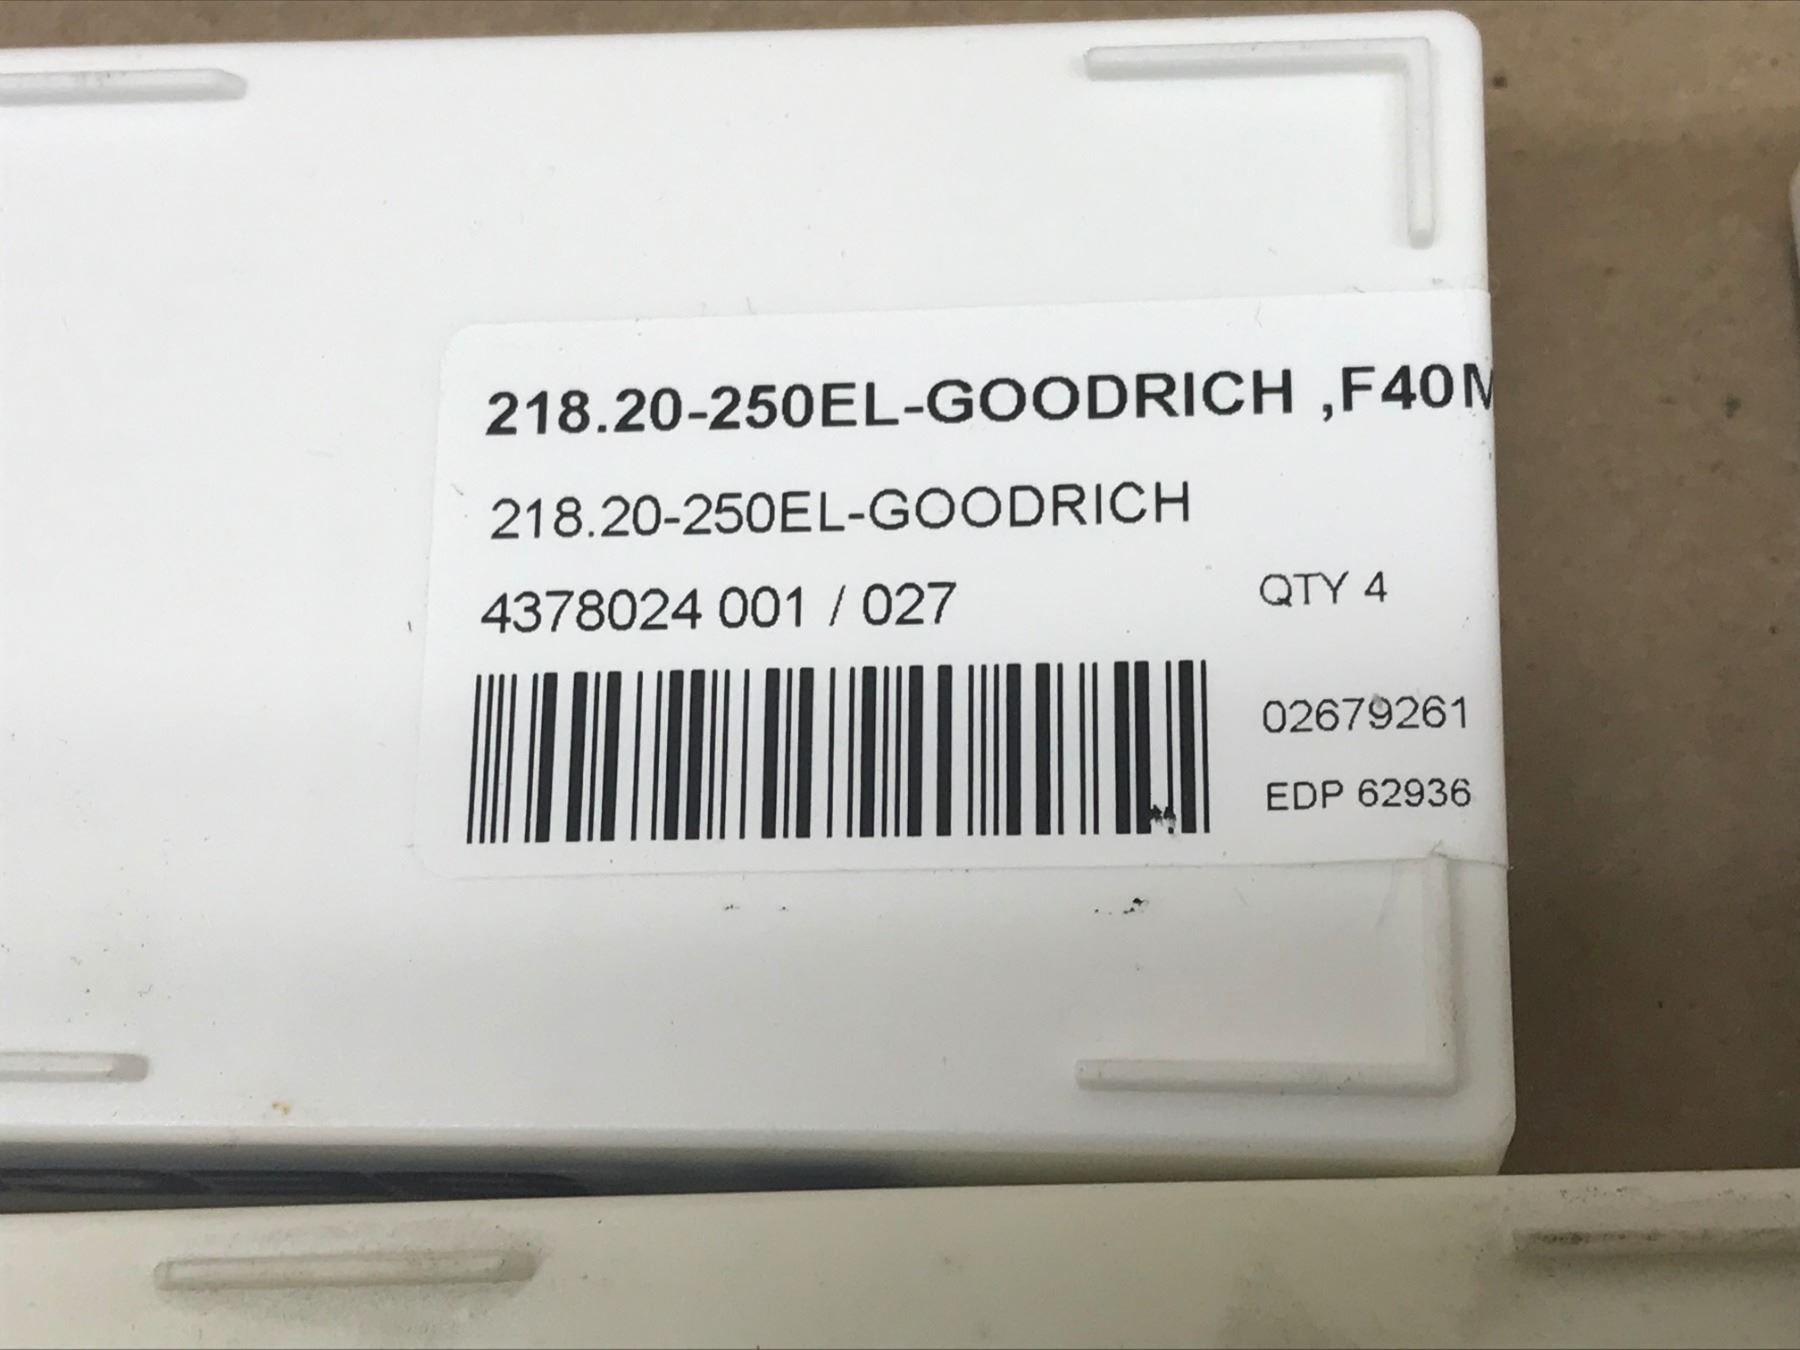 218.20-250EL-GOODRICH ,F40M
218.20-250EL-GOODRICH
4378024 001 / 027
QTY 4
02679261
EDP 62936